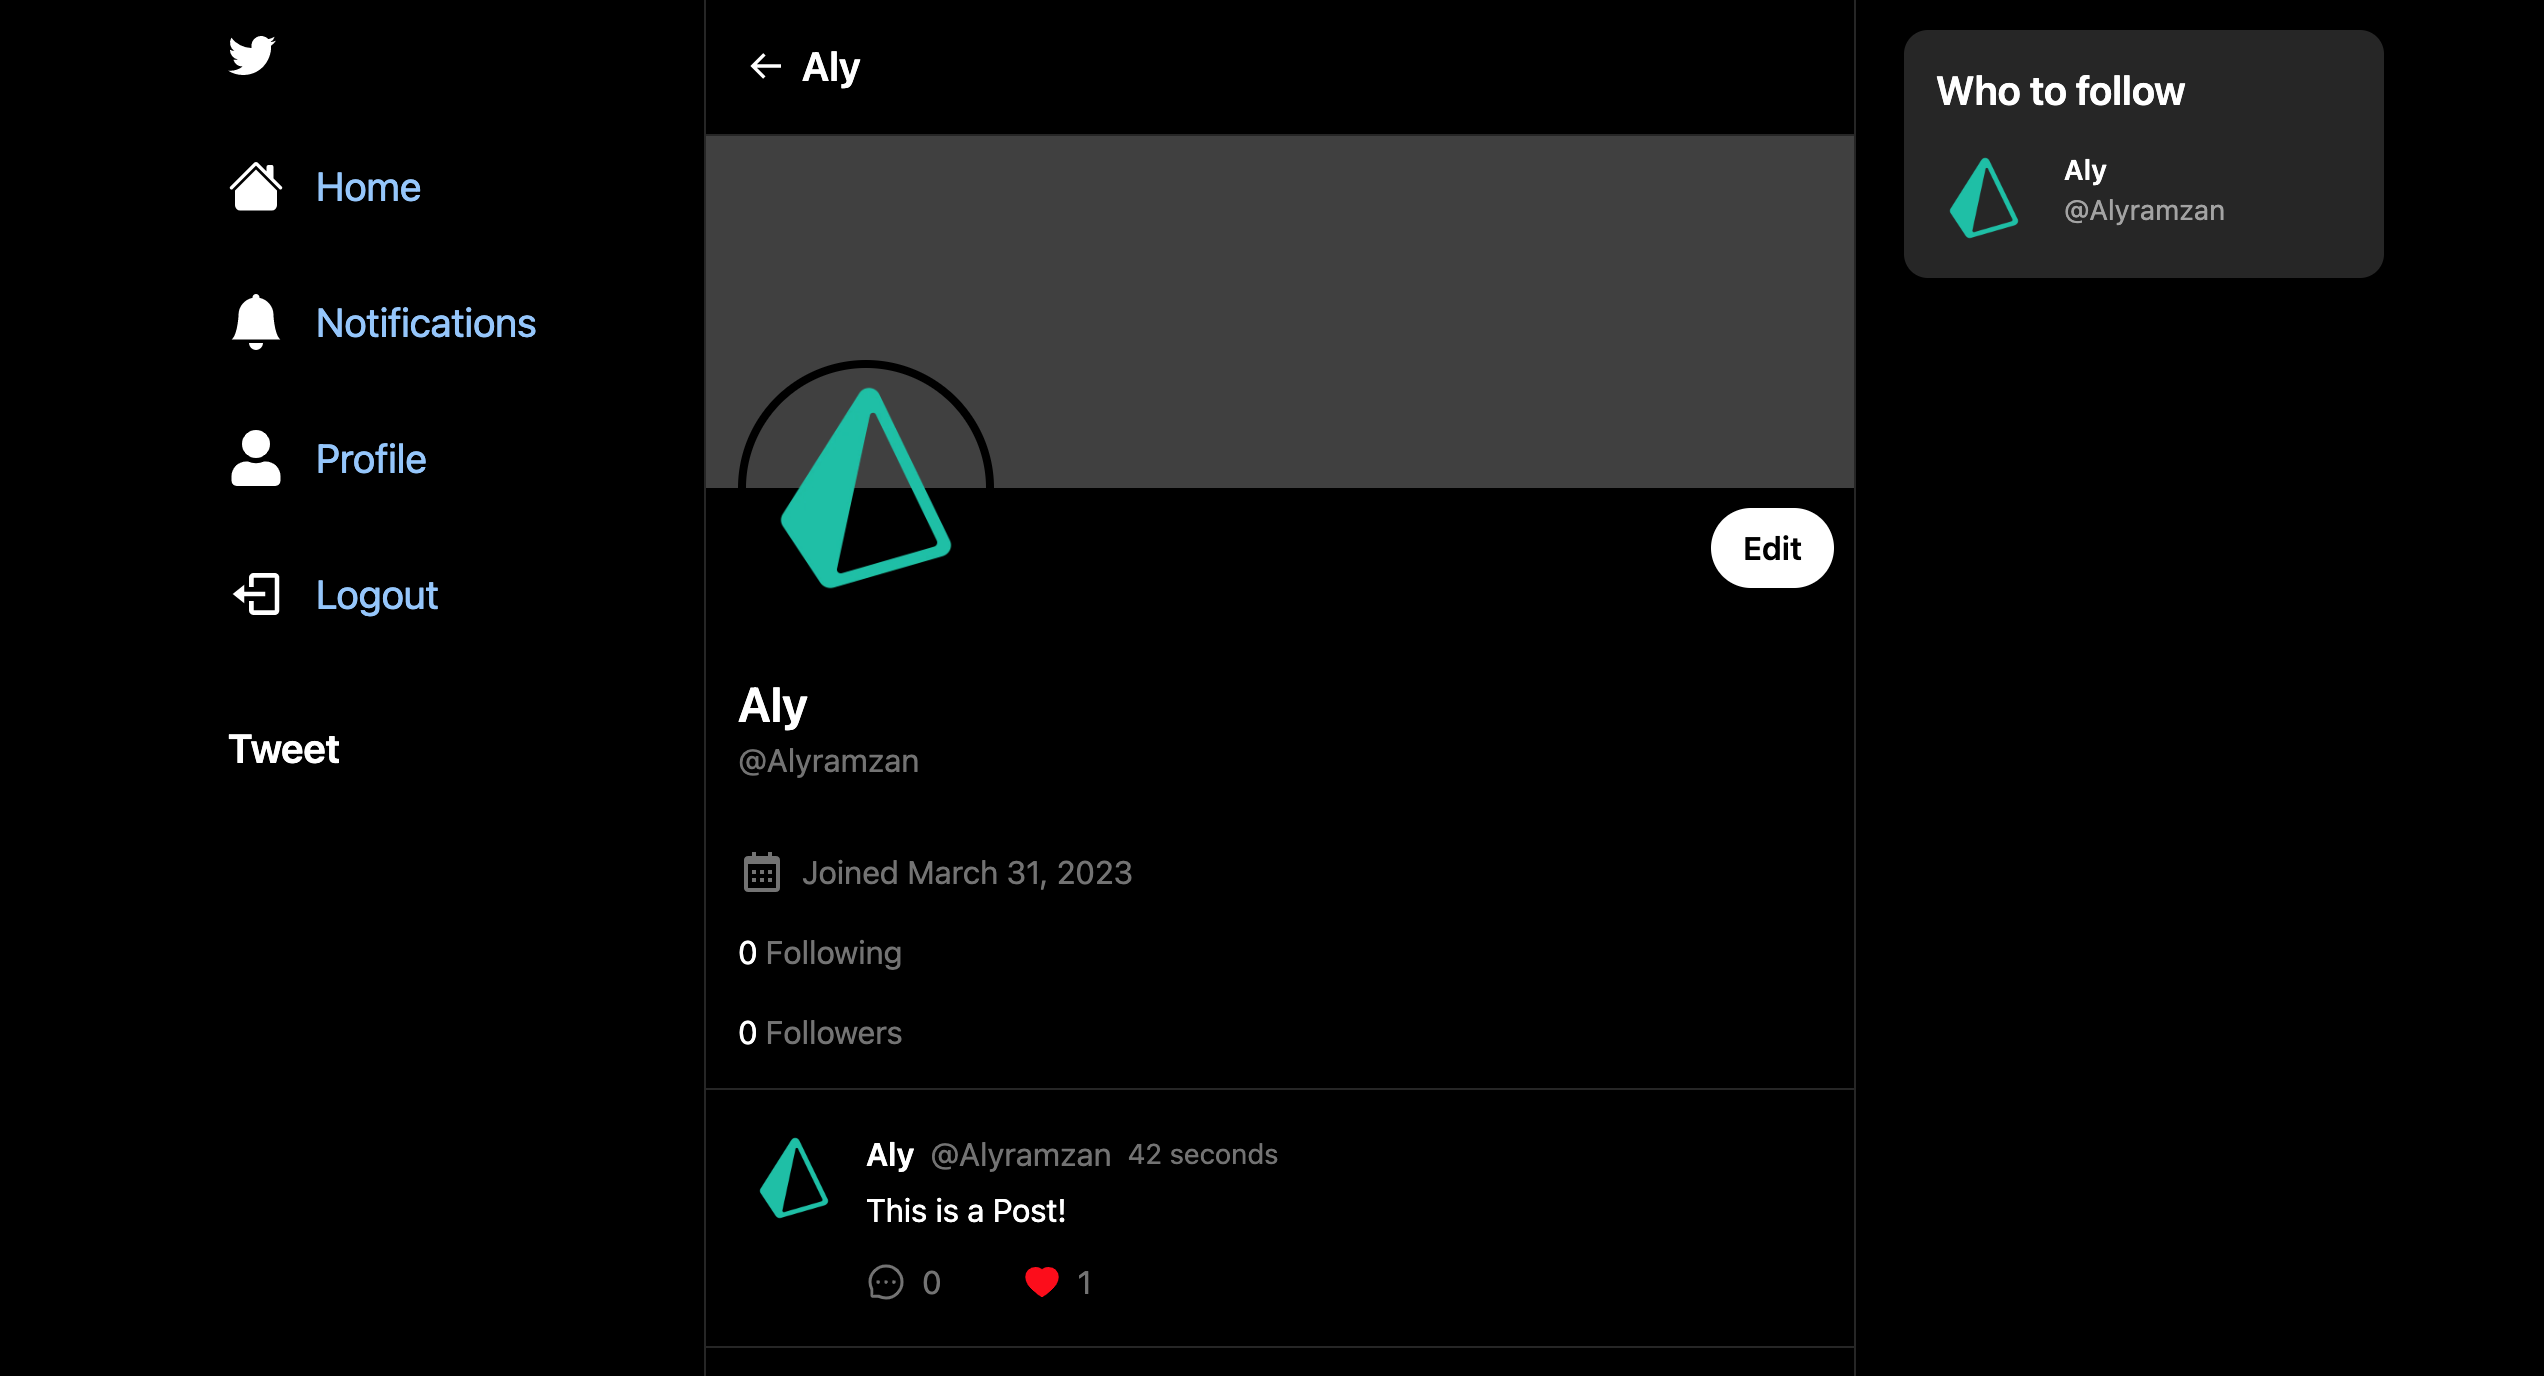 Home
Notifications
Profile
Logout
Tweet
Aly
Edit
Aly
@Alyramzan
Joined March 31, 2023
0 Following
0 Followers
Aly @Alyramzan 42 seconds
This is a Post!
0 1
Who to follow
Aly
@Alyramzan